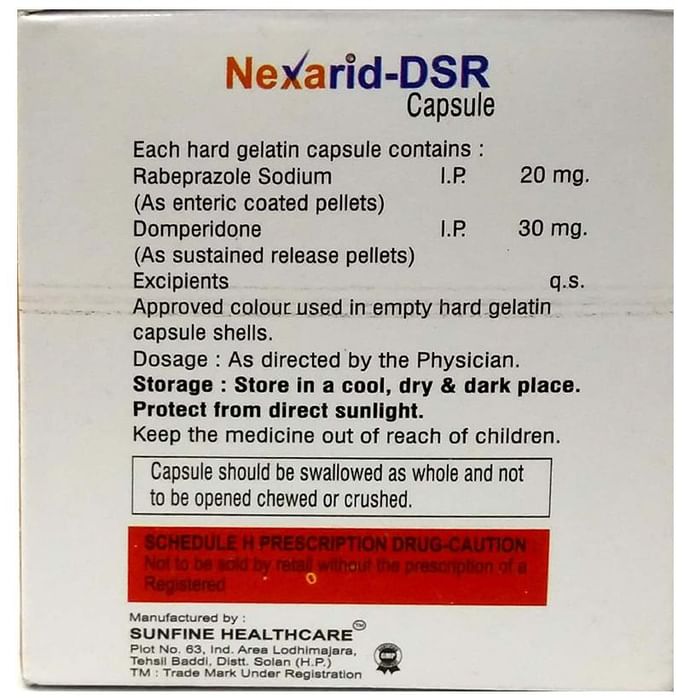 Nexarid-DSR
Capsule
Each hard gelatin capsule contains :
Rabeprazole Sodium I.P. 20 mg.
(As enteric coated pellets)
Domperidone I.P. 30 mg.
(As sustained release pellets)
Excipients q.s.
Approved colour used in empty hard gelatin
capsule shells.
Dosage : As directed by the Physician.
Storage : Store in a cool, dry & dark place.
Protect from direct sunlight.
Keep the medicine out of reach of children.
Capsule should be swallowed as whole and not
to be opened chewed or crushed.
SCHEDULE H PRESCRIPTION DRUG-CAUTION
Not to be sold by retail without the prescription of a
Registered
Manufactured by :
SUNFINE HEALTHCARE™
Plot No. 63, Ind. Area Lodhimajara,
Tehsil Baddi, Distt. Solan (H.P.)
TM : Trade Mark Under Registration